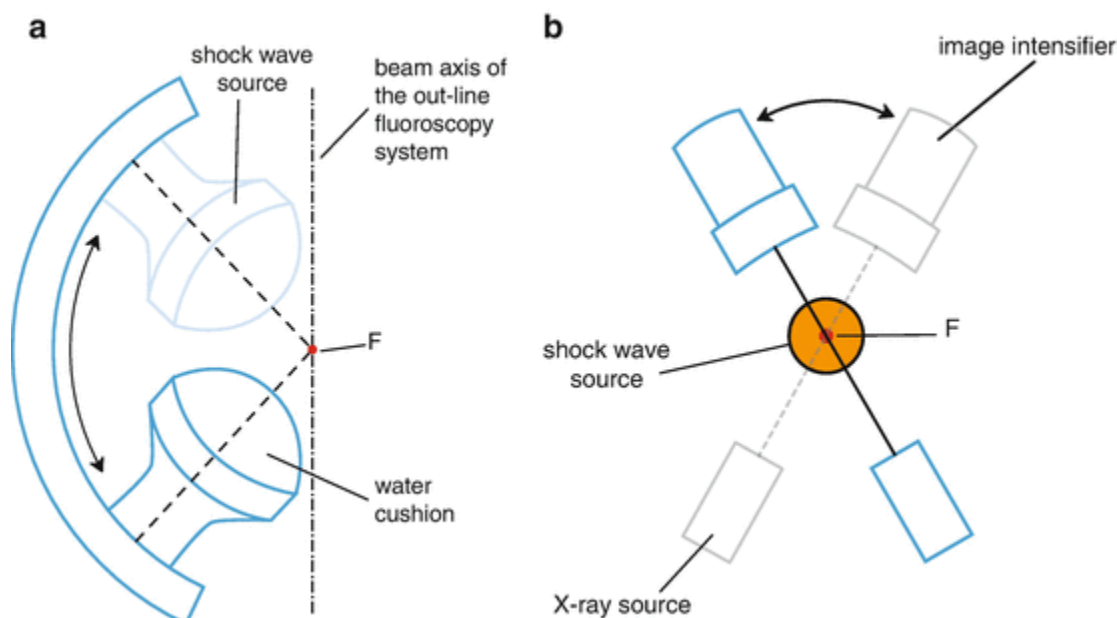 a
shock wave
source
beam axis of
the out-line
fluoroscopy
system
F
water
cushion
b
image intensifier
F
shock wave
source
X-ray source